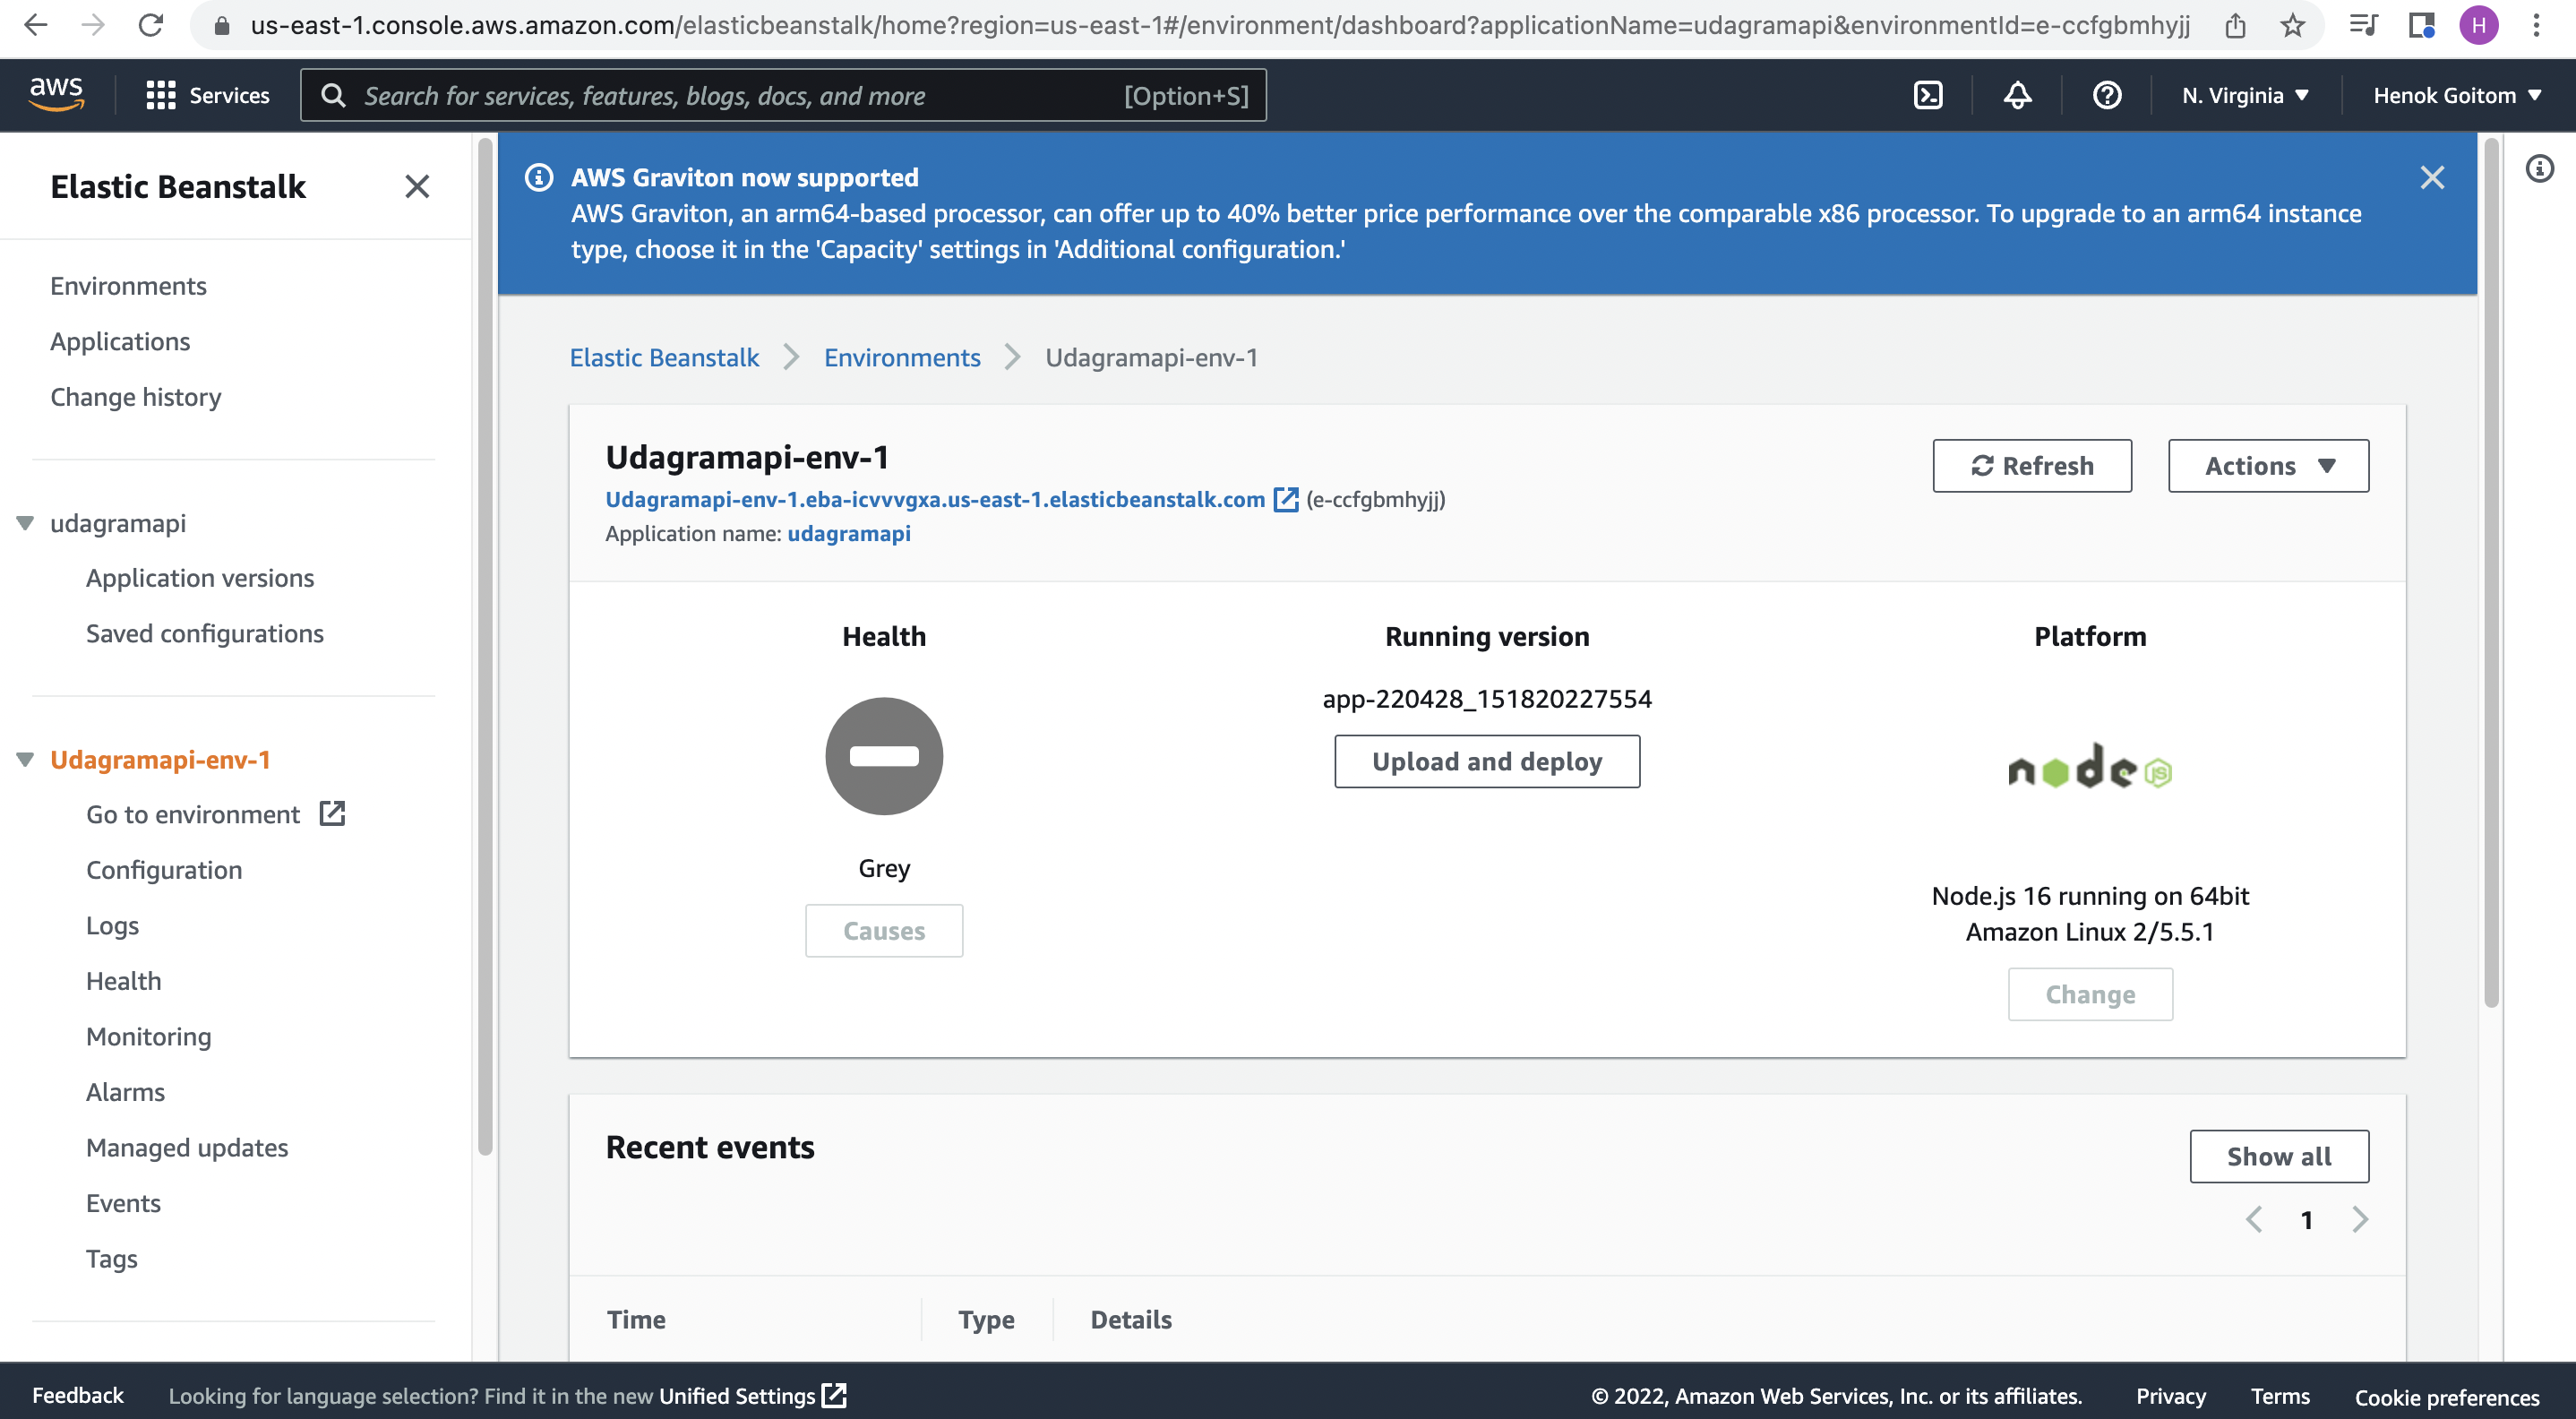 us-east-1.console.aws.amazon.com/elasticbeanstalk/home?region=us-east-1#/environment/dashboard?applicationName=udagramapi&environmentId=e-ccfgbmhyjj
H
aws
Services
Search for services, features, blogs, docs, and more
[Option+S]
N. Virginia
Henok Goitom
Elastic Beanstalk
Environments
Applications
Change history
udagramapi
Application versions
Saved configurations
Udagramapi-env-1
Go to environment
Configuration
Logs
Health
Monitoring
Alarms
Managed updates
Events
Tags
AWS Graviton now supported
AWS Graviton, an arm64-based processor, can offer up to 40% better price performance over the comparable x86 processor. To upgrade to an arm64 instance
type, choose it in the 'Capacity' settings in 'Additional configuration.'
Elastic Beanstalk > Environments > Udagramapi-env-1
Udagramapi-env-1
Refresh
Actions
Udagramapi-env-1.eba-icvvvgxa.us-east-1.elasticbeanstalk.com (e-ccfgbmhyjj)
Application name: udagramapi
Health
Grey
Causes
Running version
app-220428_151820227554
Upload and deploy
Platform
node JS
Node.js 16 running on 64bit
Amazon Linux 2/5.5.1
Change
Recent events
Show all
1
Time
Type
Details
Feedback
Looking for language selection? Find it in the new Unified Settings
© 2022, Amazon Web Services, Inc. or its affiliates.
Privacy
Terms
Cookie preferences